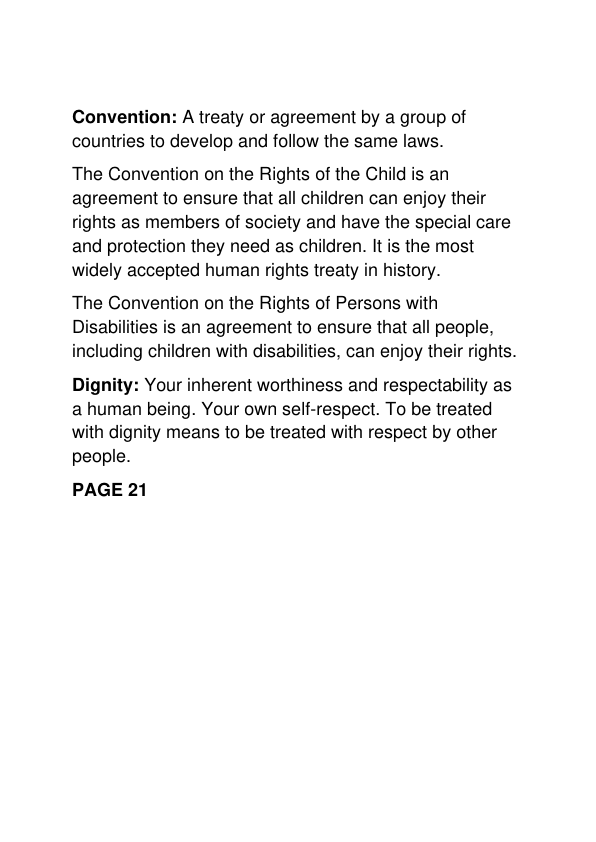 Convention: A treaty or agreement by a group of
countries to develop and follow the same laws.
The Convention on the Rights of the Child is an
agreement to ensure that all children can enjoy their
rights as members of society and have the special care
and protection they need as children. It is the most
widely accepted human rights treaty in history.
The Convention on the Rights of Persons with
Disabilities is an agreement to ensure that all people,
including children with disabilities, can enjoy their rights.
Dignity: Your inherent worthiness and respectability as
a human being. Your own self-respect. To be treated
with dignity means to be treated with respect by other
people.
PAGE 21